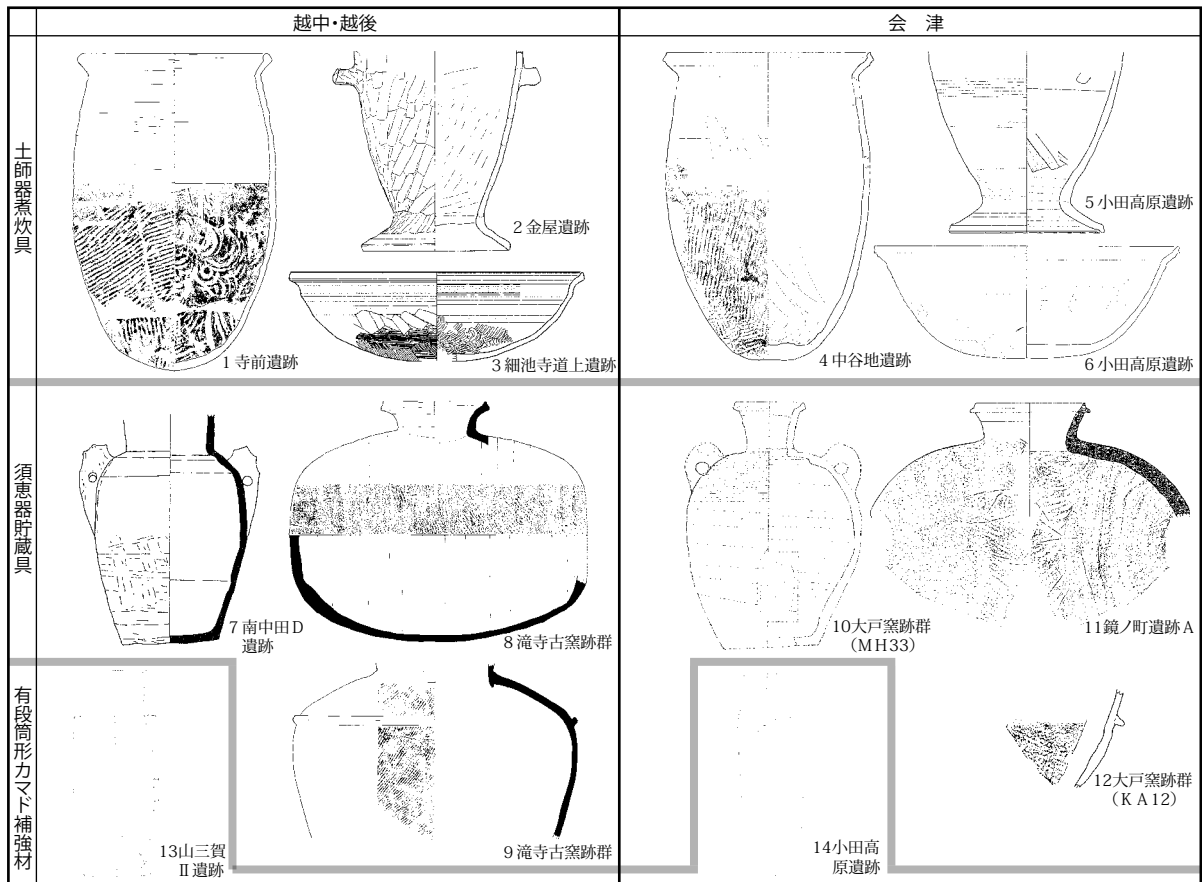 越中・越後
会津
土師器煮炊具
1寺前遺跡
2金屋遺跡
3細池寺道上遺跡
4中谷地遺跡
5小田高原遺跡
6小田高原遺跡
須恵器貯蔵具
7南中田D
遺跡
8滝寺古窯跡群
10大戸窯跡群
(MH33)
11鏡ノ町遺跡A
有段筒形カマド補強材
13山三賀
Ⅱ遺跡
9滝寺古窯跡群
14小田高
原遺跡
12大戸窯跡群
(KA12)